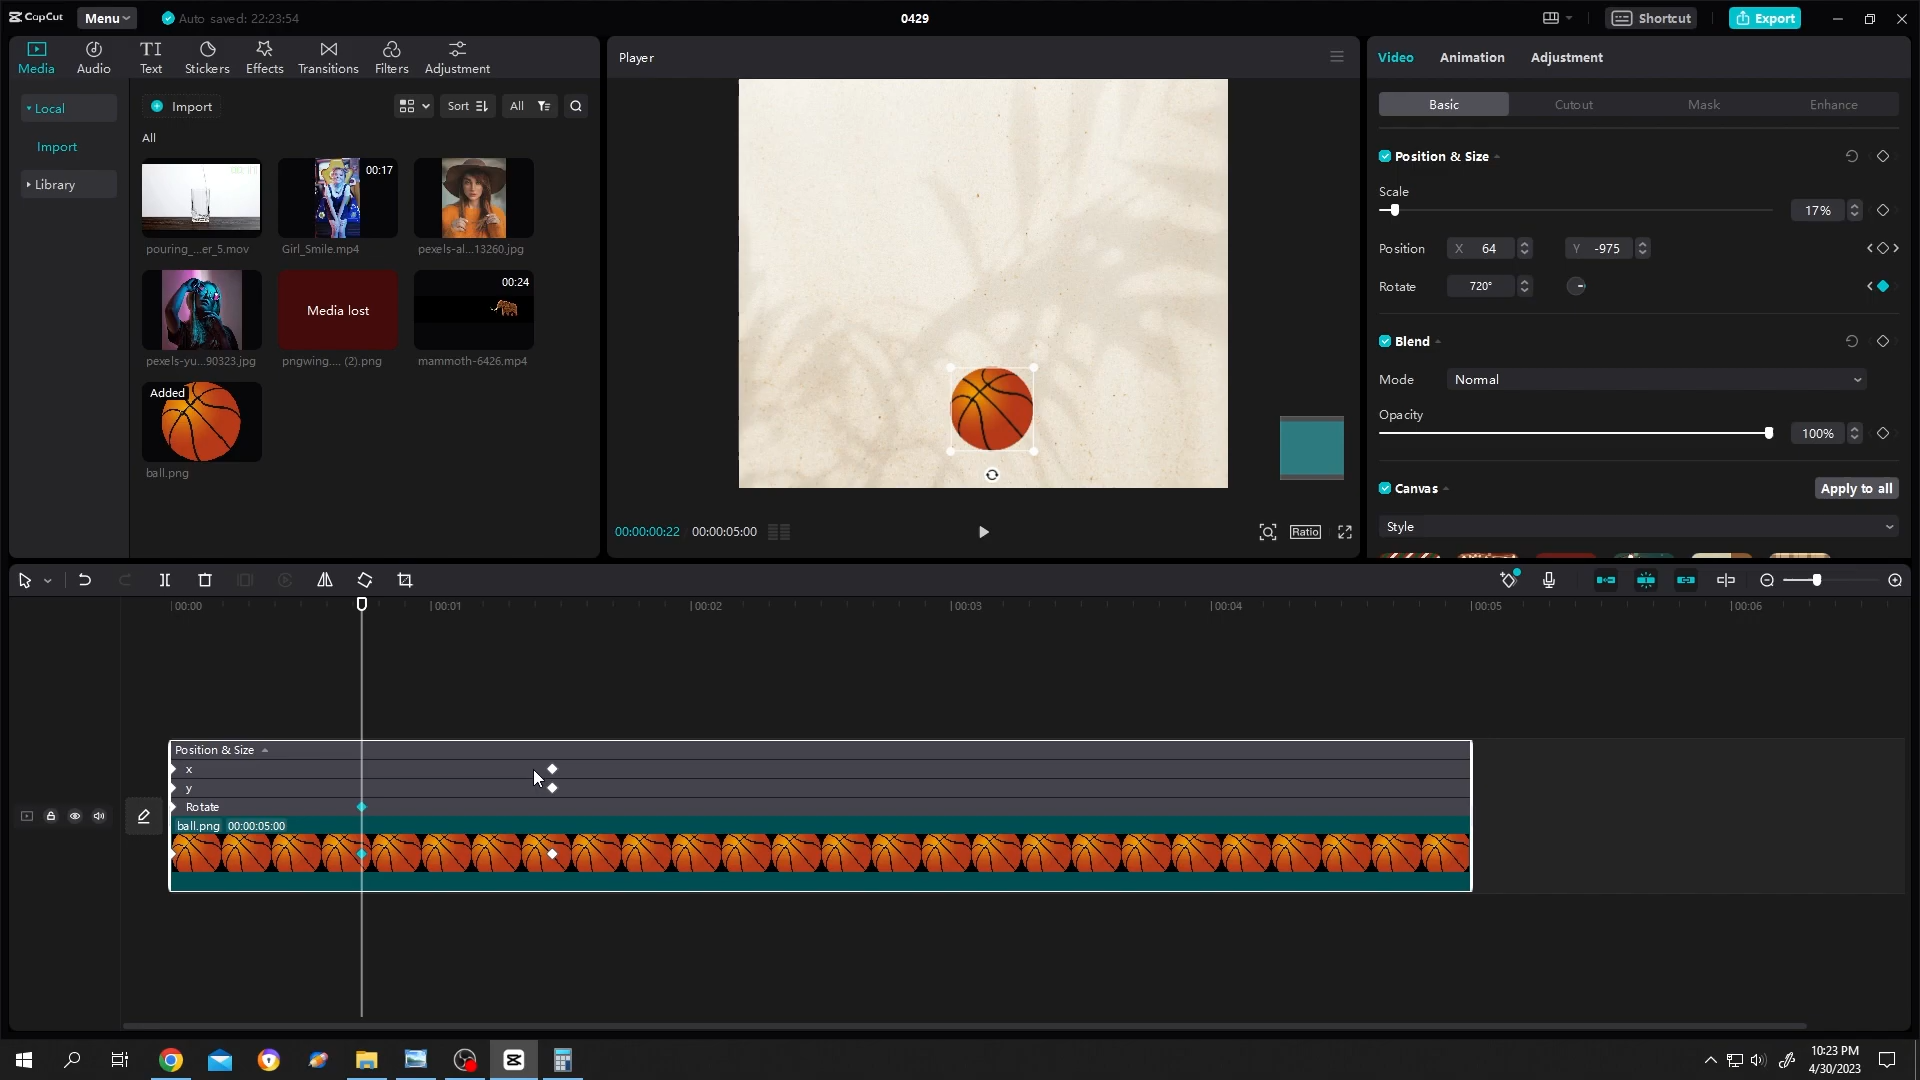 CapCut Menu Auto saved: 22:23:54 0429 Shortcut Export
Media Audio Text Stickers Effects Transitions Filters Adjustment
Local
Import
Library
Import Sort All
All
00:17
pouring_...er_5.mov Girl_Smile.mp4 pexels-al...13260.jpg
Media lost 00:24
pexels-yu...90323.jpg pngwing.... (2).png mammoth-6426.mp4
Added
ball.png
Player
00:00:00:22 00:00:05:00 Ratio
Video Animation Adjustment
Basic Cutout Mask Enhance
Position & Size
Scale
17%
Position X 64 Y -975
Rotate 720°
Blend
Mode Normal
Opacity
100%
Canvas Apply to all
Style
00:00 00:01 00:02 00:03 00:04 00:05 00:06
Position & Size
x
y
Rotate
ball.png 00:00:05:00
10:23 PM
4/30/2023